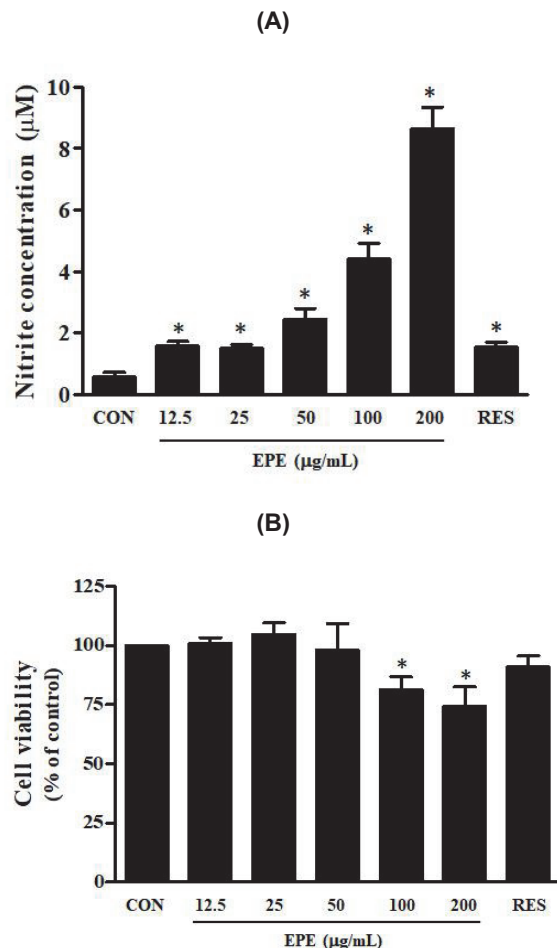 (A)
Nitrite concentration (μM)
10
8
6
4
2
0
* * * * * *
CON 12.5 25 50 100 200 RES
EPE (μg/mL)
(B)
Cell viability
(% of control)
125
100
75
50
25
0
* *
CON 12.5 25 50 100 200 RES
EPE (μg/mL)